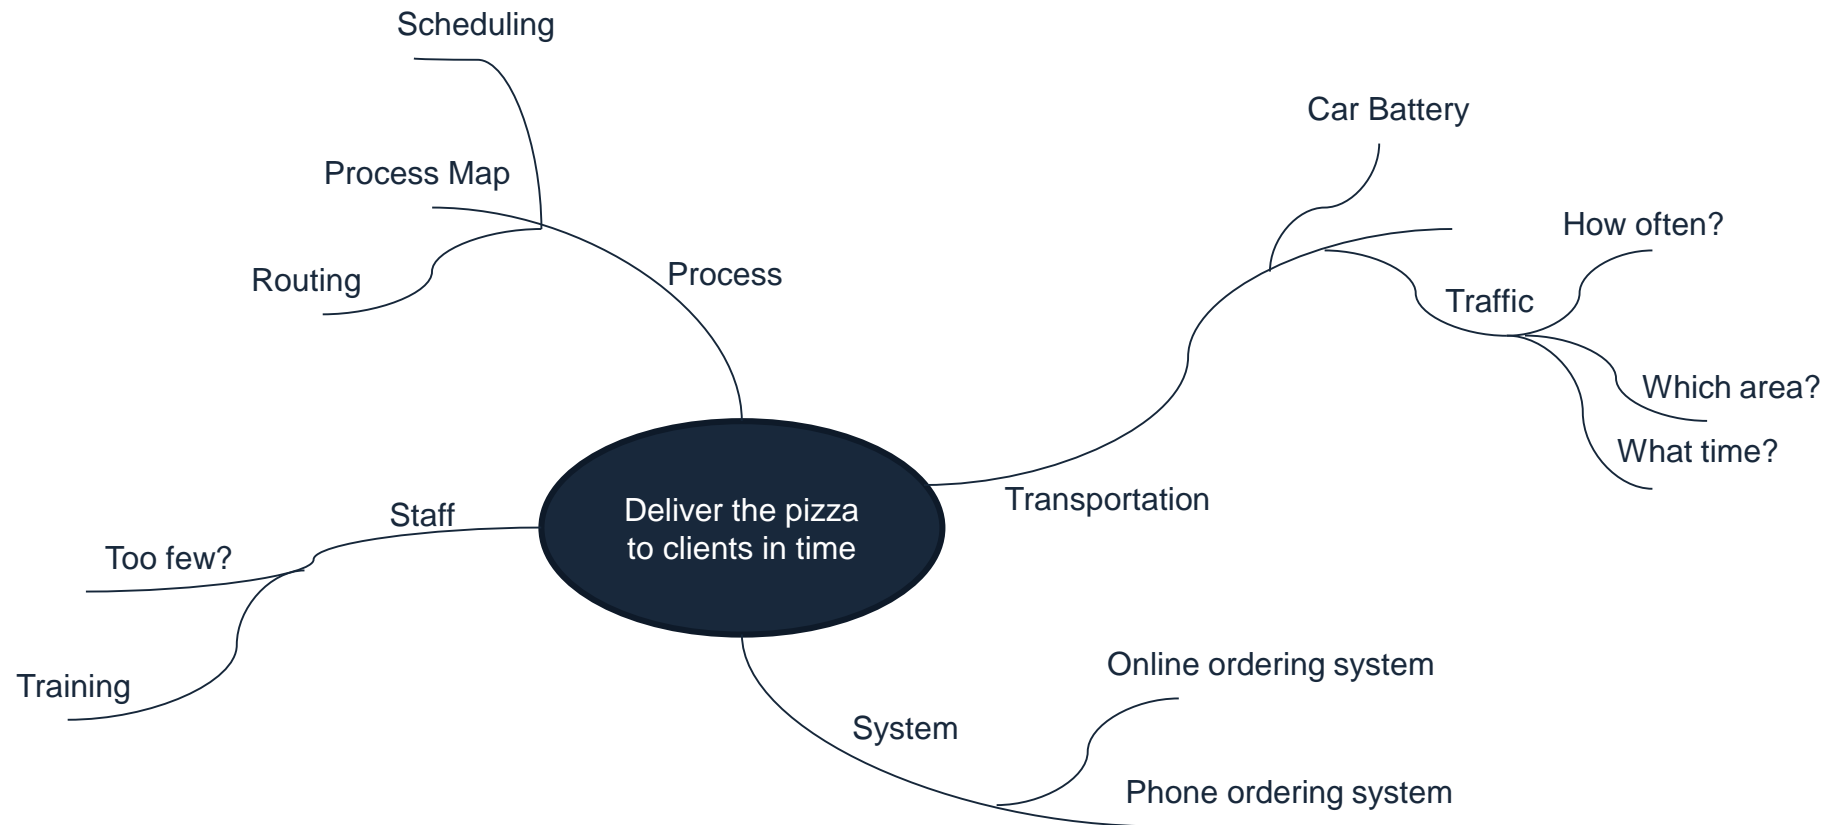 Scheduling
Car Battery
Process Map
How often?
Process
Routing
Traffic
Which area?
What time?
Transportation
Staff
Deliver the pizza
to clients in time
Too few?
Training
Online ordering system
System
Phone ordering system